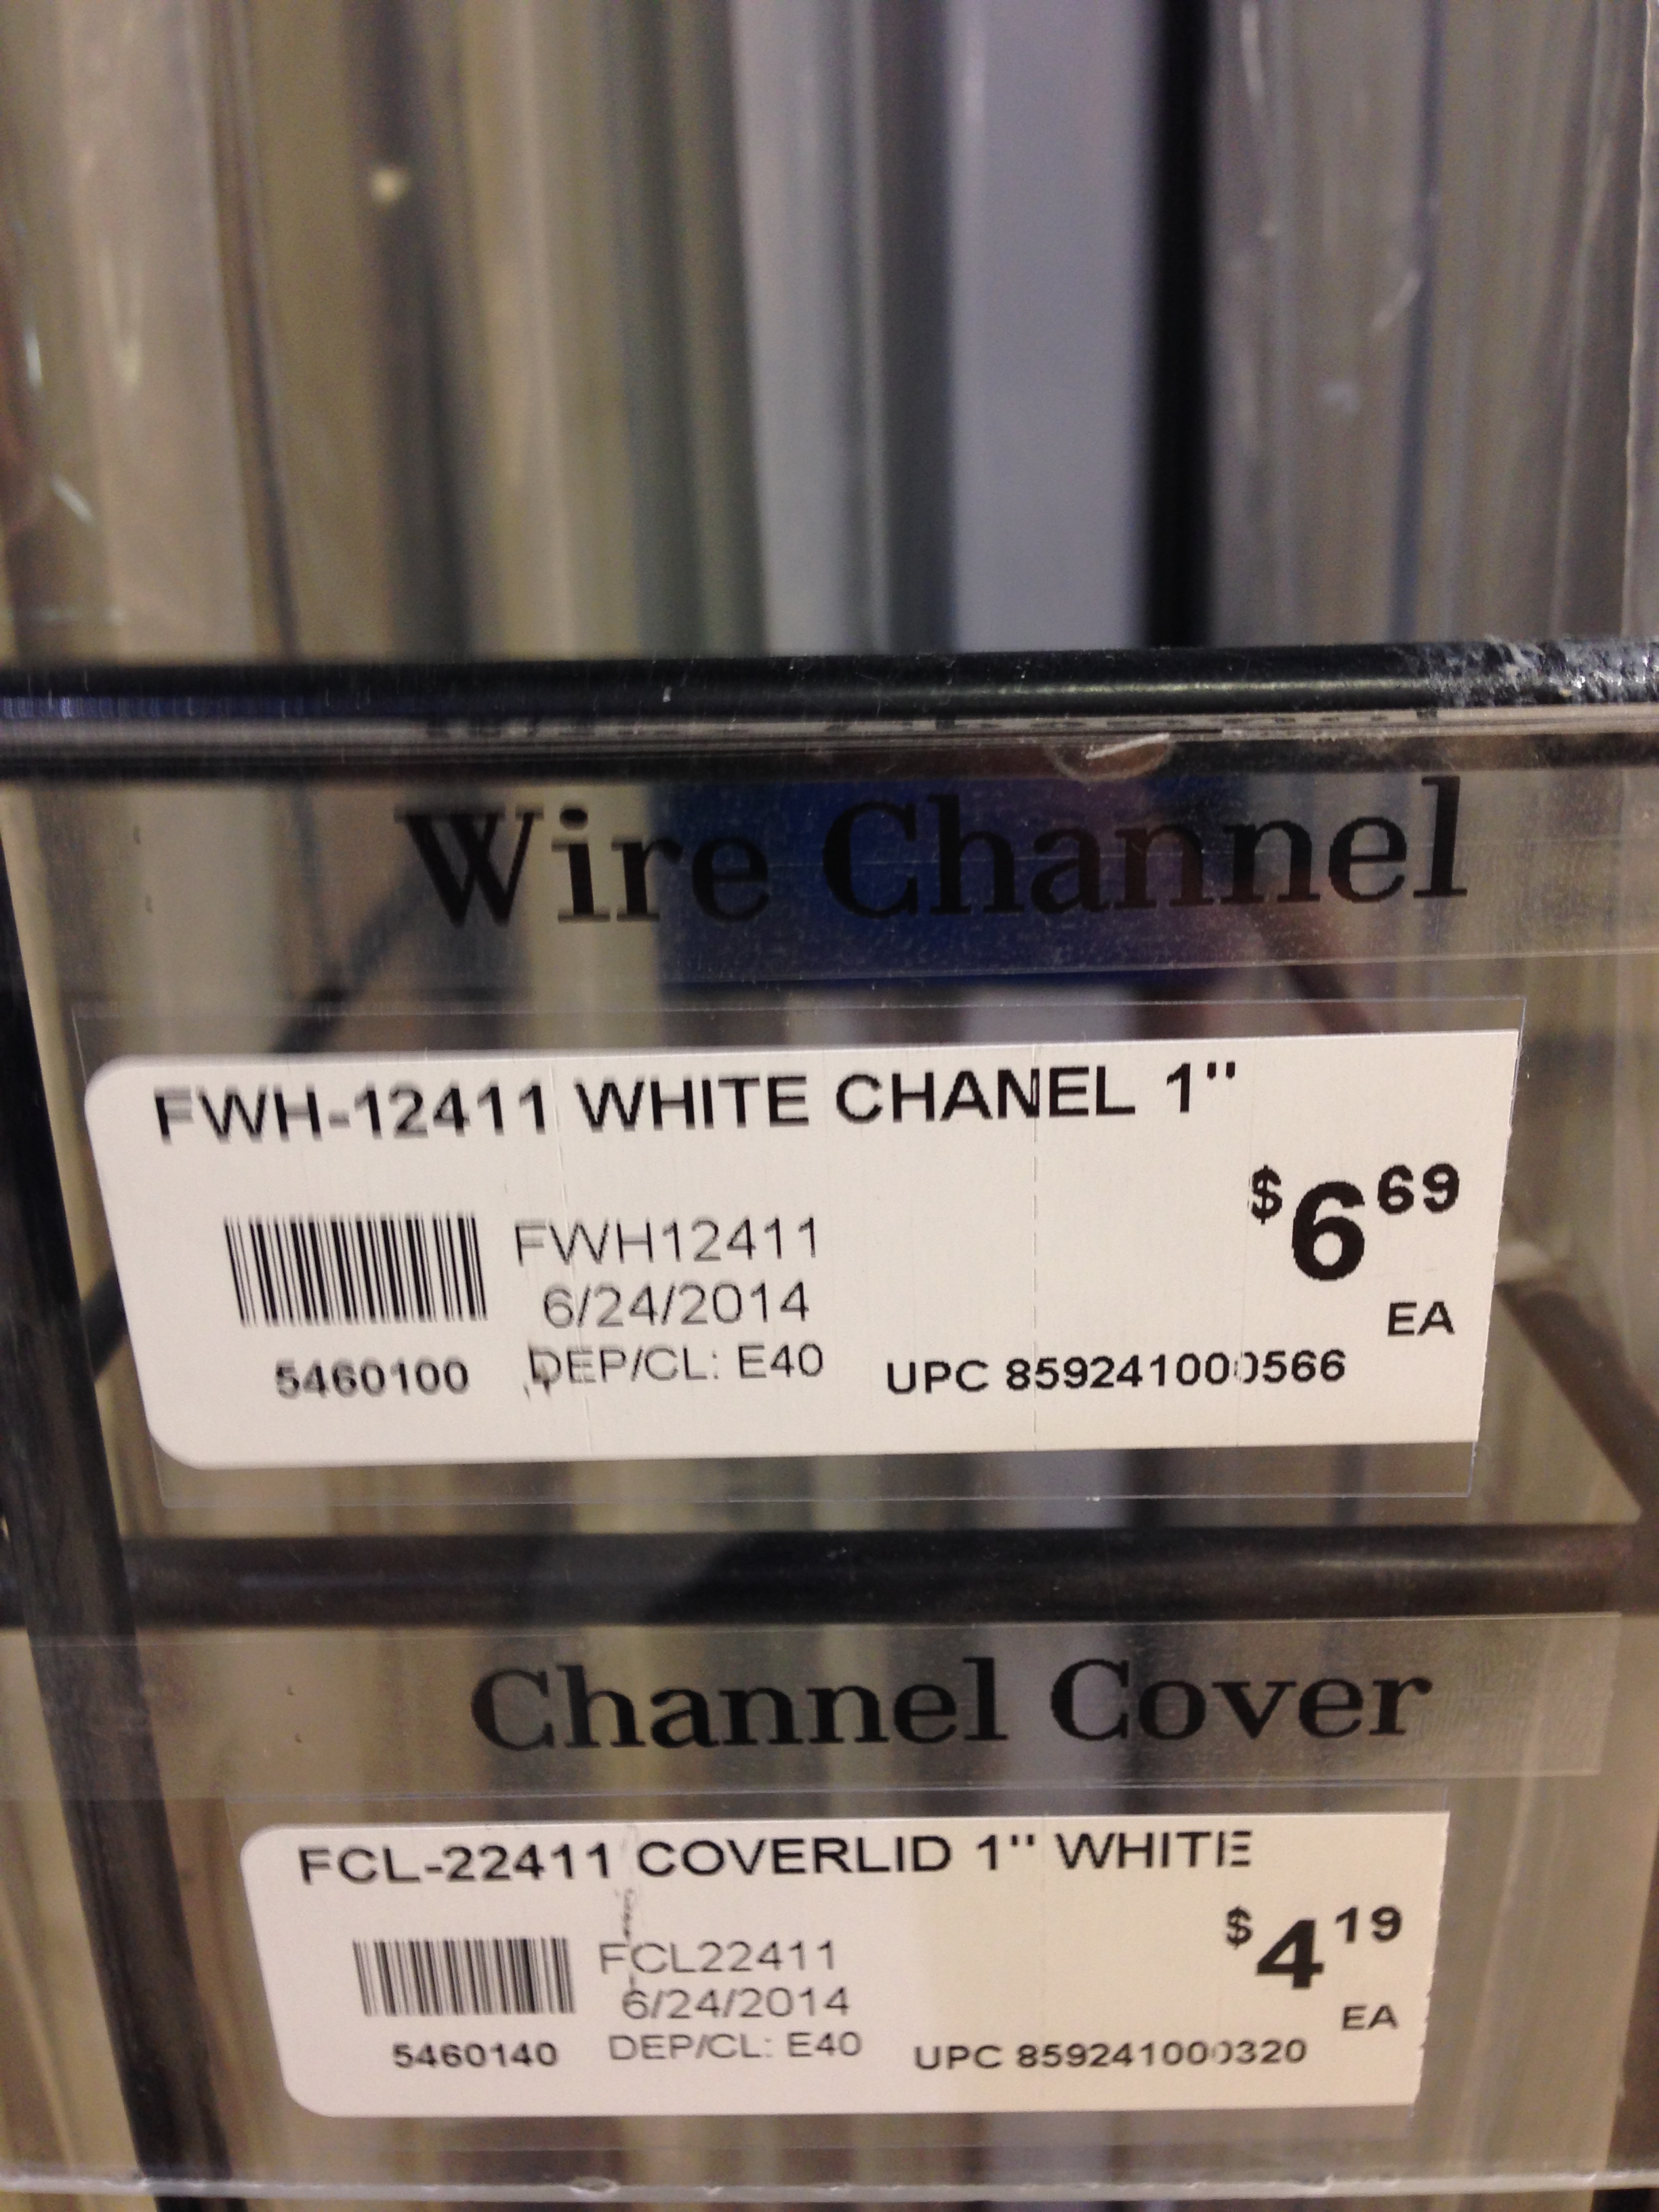 Wire Channel
FWH-12411 WHITE CHANEL 1"
$6 69
FWH12411
6/24/2014
EA
5460100 DEP/CL: E40 UPC 859241000566
Channel Cover
FCL-22411 COVERLID 1" WHITE
$4 19
FCL22411
6/24/2014
EA
5460140 DEP/CL: E40 UPC 859241000320